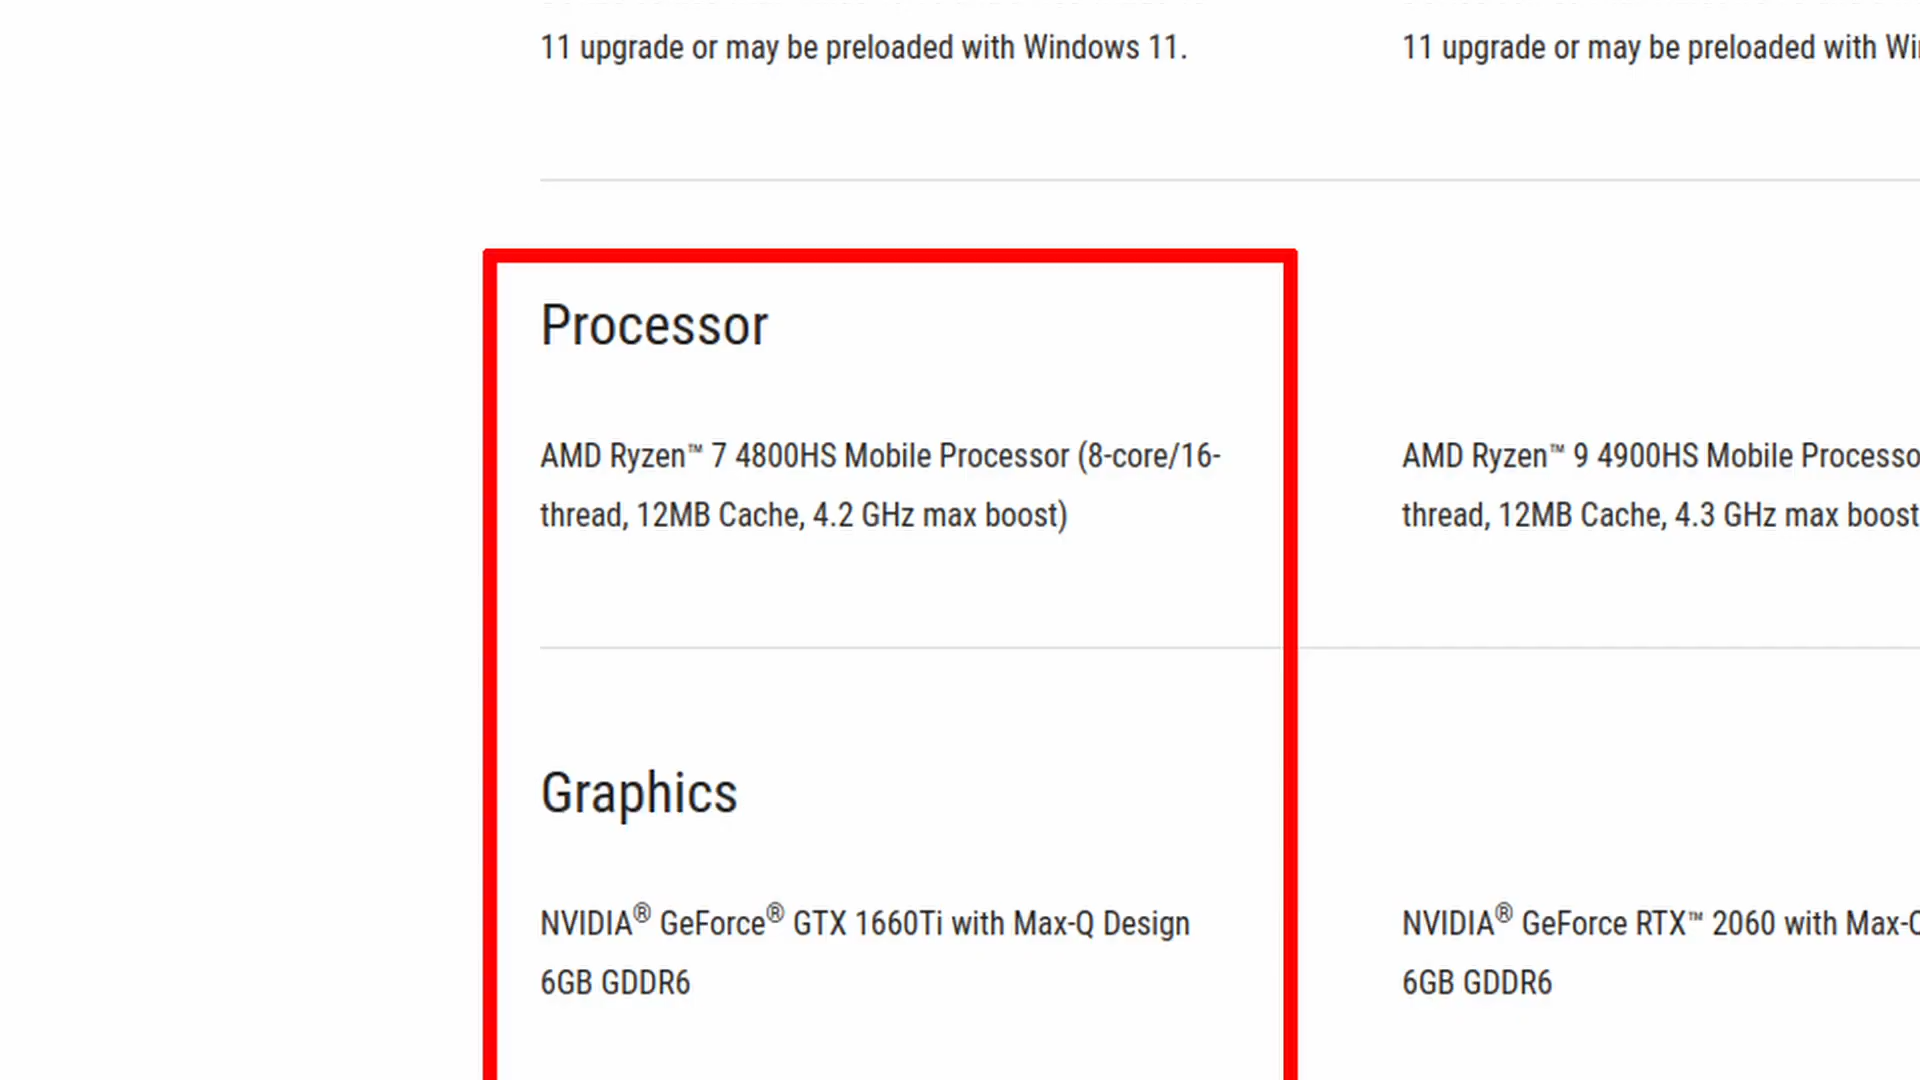 11 upgrade or may be preloaded with Windows 11.
11 upgrade or may be preloaded with
Processor
AMD Ryzen™ 7 4800HS Mobile Processor (8-core/16-
thread, 12MB Cache, 4.2 GHz max boost)
AMD Ryzen™ 9 4900HS Mobile
thread, 12MB Cache, 4.3 GHz max boost
Graphics
NVIDIA® GeForce® GTX 1660Ti with Max-Q Design
6GB GDDR6
NVIDIA® GeForce RTX™ 2060 with
6GB GDDR6